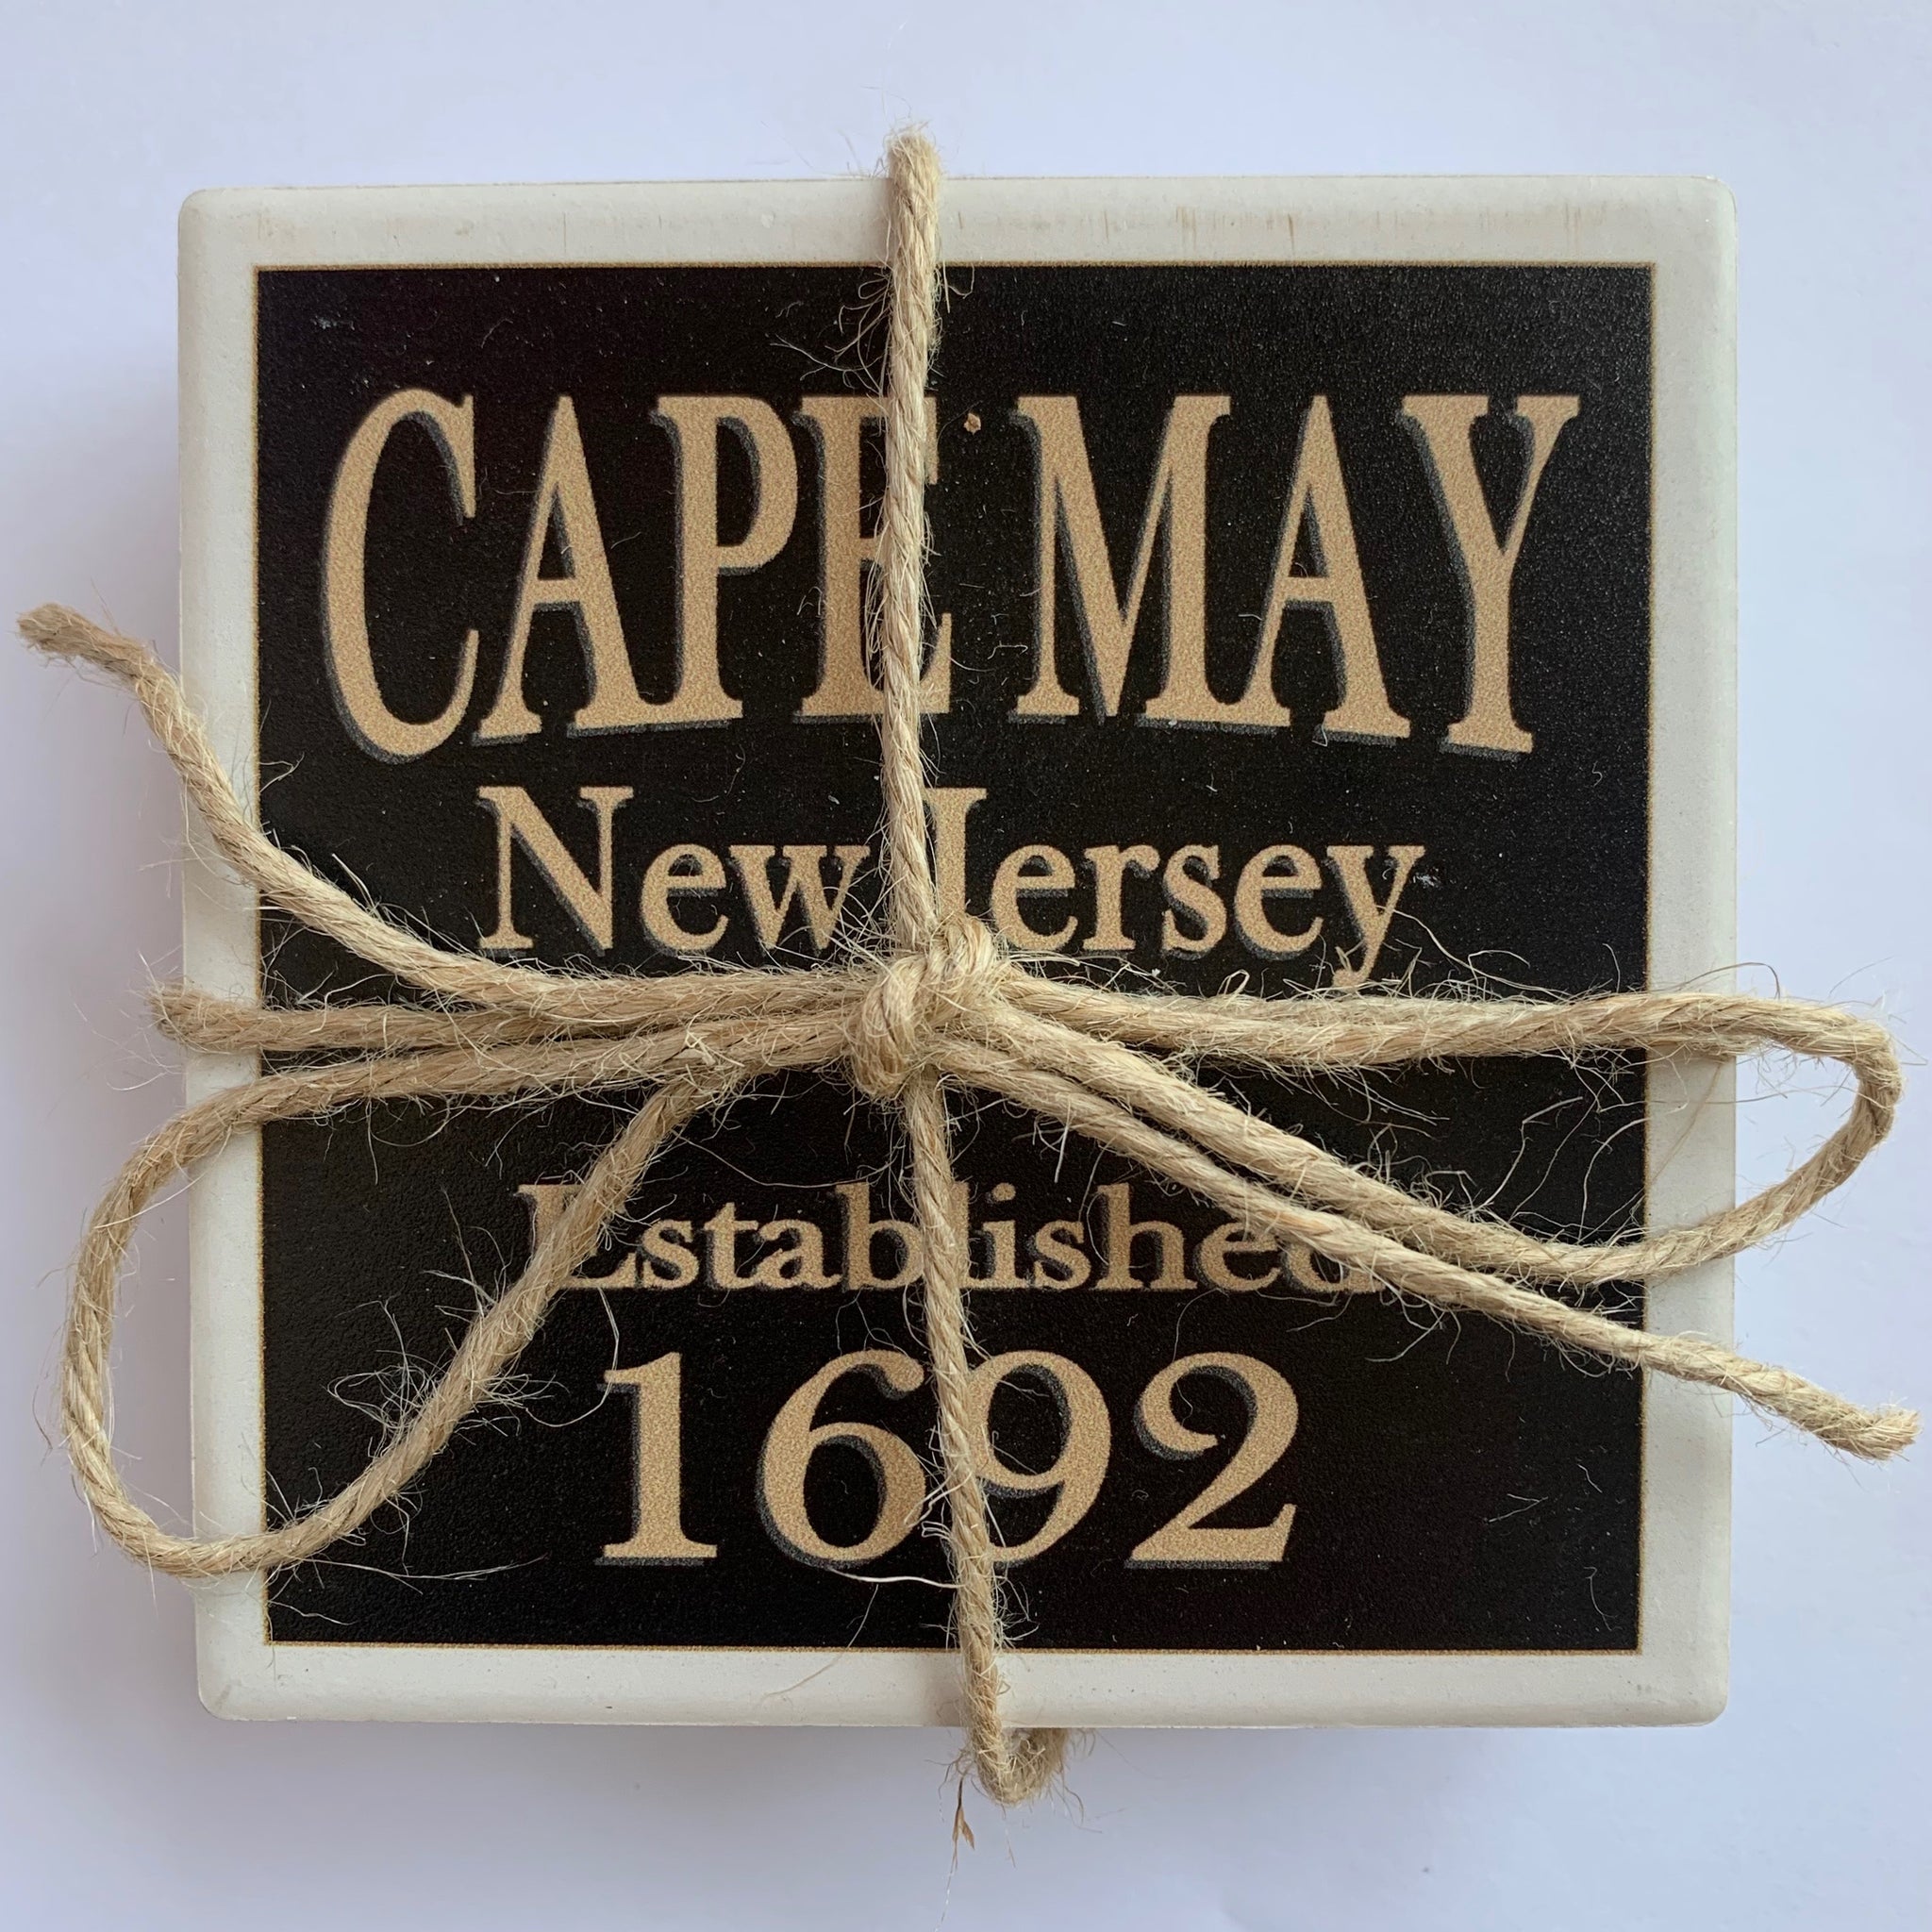 CAPE MAY
New Jersey
Established
1692